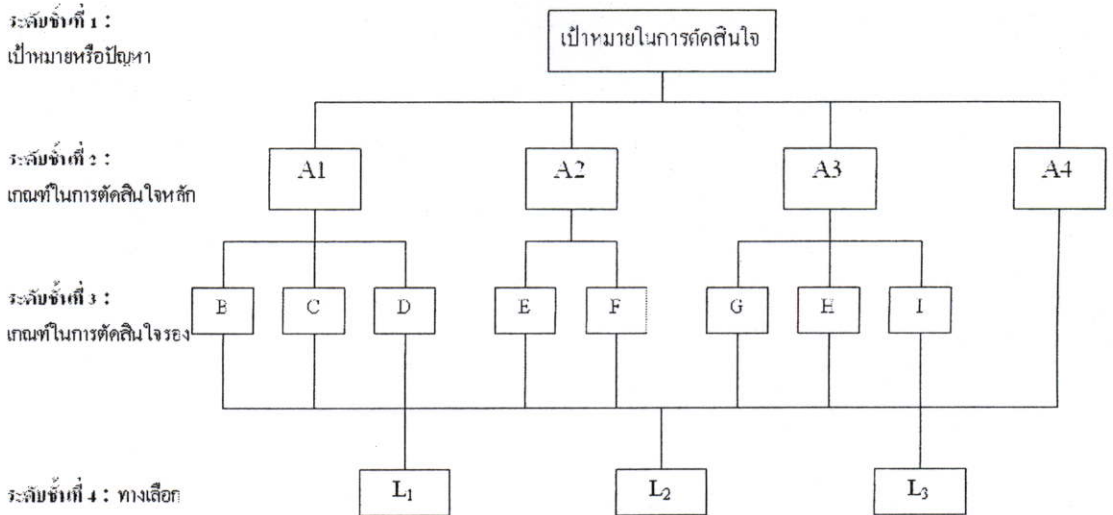 ระดับชั้นที่ 1 :
เป้าหมายหรือปัญหา
เป้าหมายในการตัดสินใจ
ระดับชั้นที่ 2 :
เกณฑ์ในการตัดสินใจหลัก
A1 A2 A3 A4
ระดับชั้นที่ 3 :
เกณฑ์ในการตัดสินใจรอง
B C D E F G H I
ระดับชั้นที่ 4 : ทางเลือก
L₁ L₂ L₃